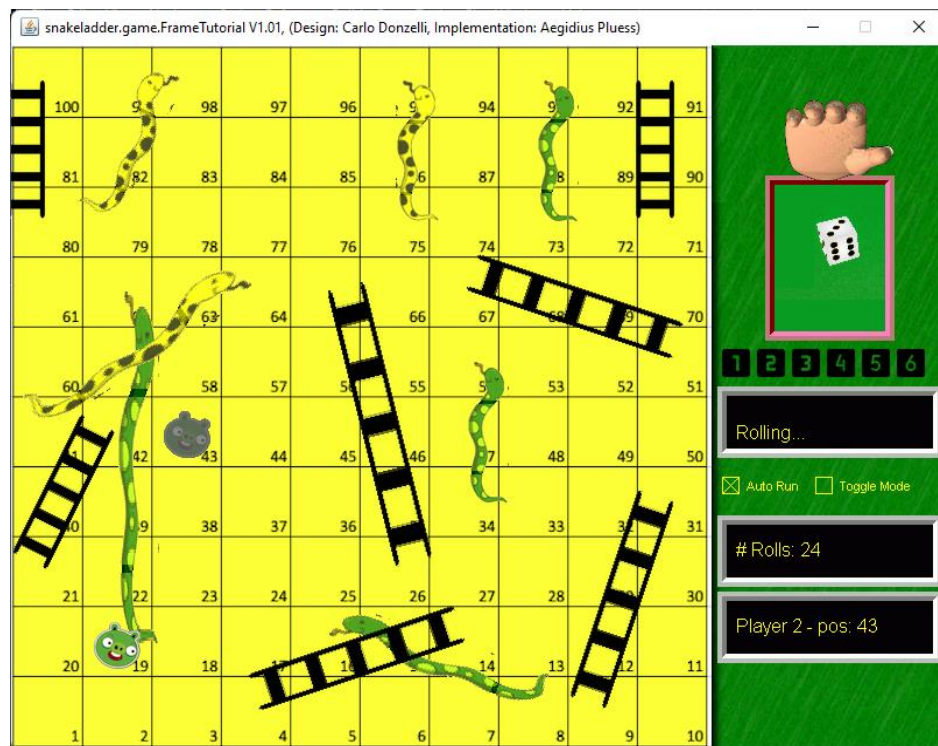 snakeladder.game.FrameTutorial V1.01, (Design: Carlo Donzelli, Implementation: Aegidius Pluess)
100 98 97 96 94 92 91
81 82 83 84 85 87 89 90
80 79 78 77 76 75 74 73 72 71
61 63 64 66 67 68 70
60 58 57 55 53 52 51
42 43 44 45 46 48 49 50
38 37 36 34 33 31
21 22 23 24 25 26 27 28 30
20 19 18 17 16 14 13 12 11
1 2 3 4 5 6 7 8 9 10
1 2 3 4 5 6
Rolling...
Auto Run Toggle Mode
# Rolls: 24
Player 2 - pos: 43